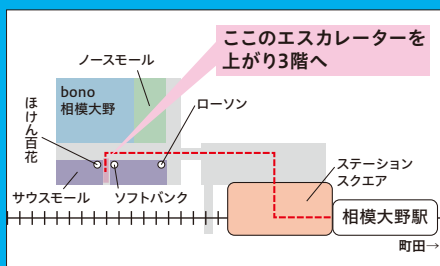 ここのエスカレーターを
上がり3階へ
ノースモール
bono
相模大野
ほけん百花
ローソン
サウスモール
ソフトバンク
ステーション
スクエア
相模大野駅
町田→